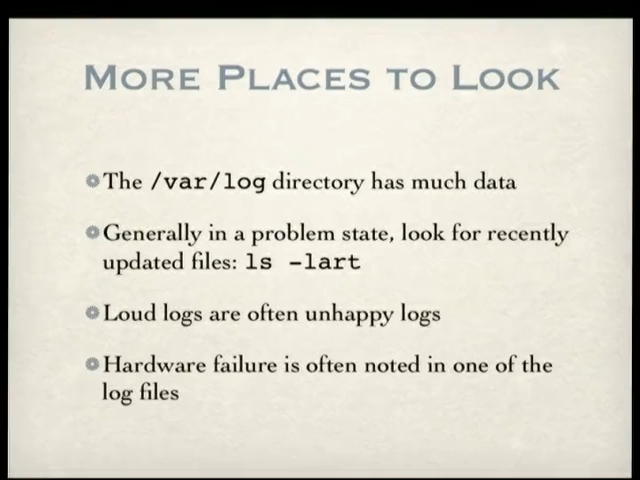 More Places to Look
The /var/log directory has much data
Generally in a problem state, look for recently
updated files: ls -lart
Loud logs are often unhappy logs
Hardware failure is often noted in one of the
log files